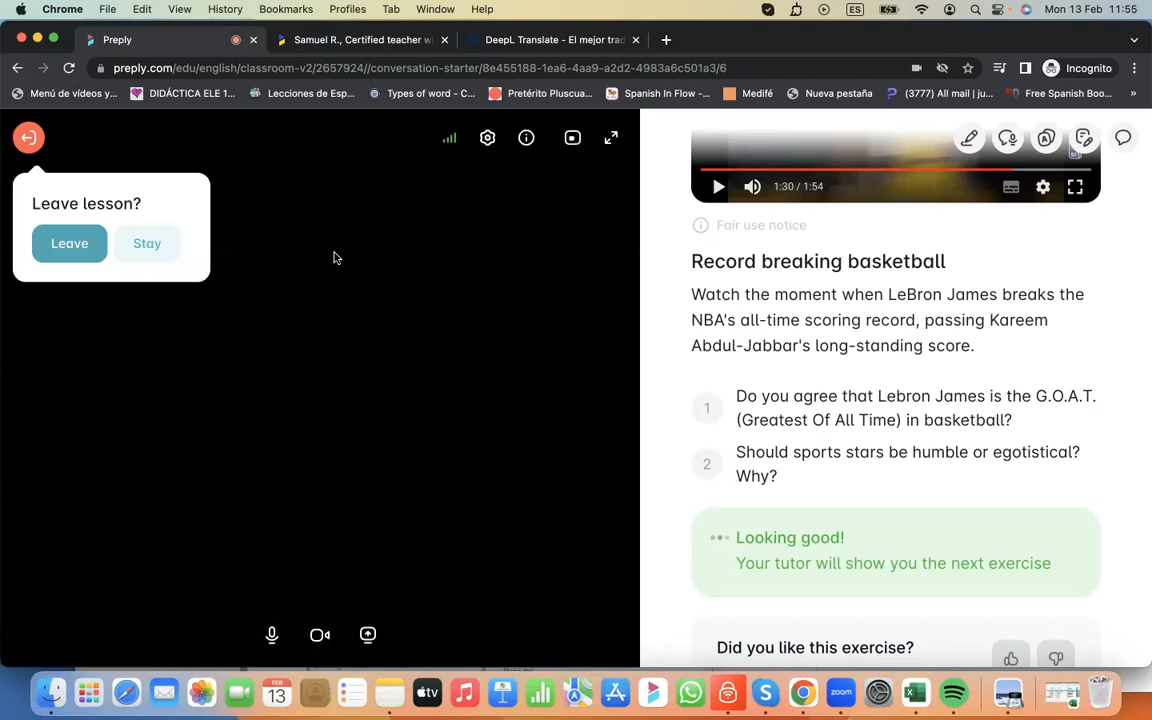 Chrome File Edit View History Bookmarks Profiles Tab Window Help
ES
Mon 13 Feb 11:55
Preply
Samuel R., Certified teacher w
DeepL Translate - El mejor trad
preply.com/edu/english/classroom-v2/2657924//conversation-starter/8e455188-1ea6-4aa9-a2d2-4983a6c501a3/6
Incognito
Menú de vídeos y...
DIDÁCTICA ELE 1...
Lecciones de Esp...
Types of word - C...
Pretérito Pluscua...
Spanish In Flow -...
Medifé
Nueva pestaña
(3777) All mail | ju...
Free Spanish Boo...
»
Leave lesson?
Leave
Stay
1:30 / 1:54
Fair use notice
Record breaking basketball
Watch the moment when LeBron James breaks the
NBA's all-time scoring record, passing Kareem
Abdul-Jabbar's long-standing score.
1
Do you agree that Lebron James is the G.O.A.T.
(Greatest Of All Time) in basketball?
2
Should sports stars be humble or egotistical?
Why?
Looking good!
Your tutor will show you the next exercise
Did you like this exercise?
FEB
13
tv
zoom